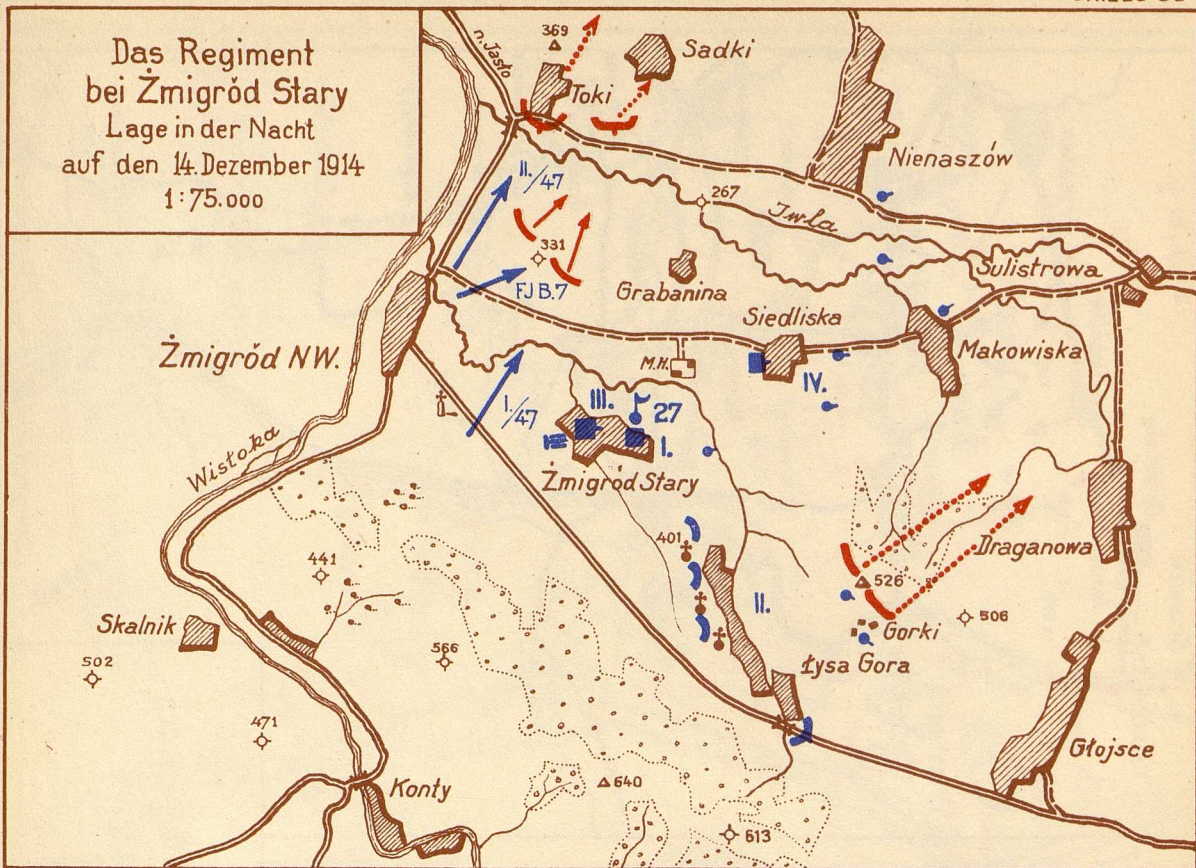 Das Regiment
bei Żmigród Stary
Lage in der Nacht
auf den 14. Dezember 1914
1:75.000
n. Jasło
369
Sadki
Toki
Nienaszów
II./47
267
Iwla
331
FJB.7
Grabanina
Sulistrowa
Siedliska
Żmigród NW.
M.H.
Makowiska
IV.
I./47
III.
27
I.
Wisłoka
Żmigród Stary
401
441
Draganowa
526
II.
506
Gorki
Skalnik
502
566
Łysa Gora
471
Głojsce
Konty
640
613